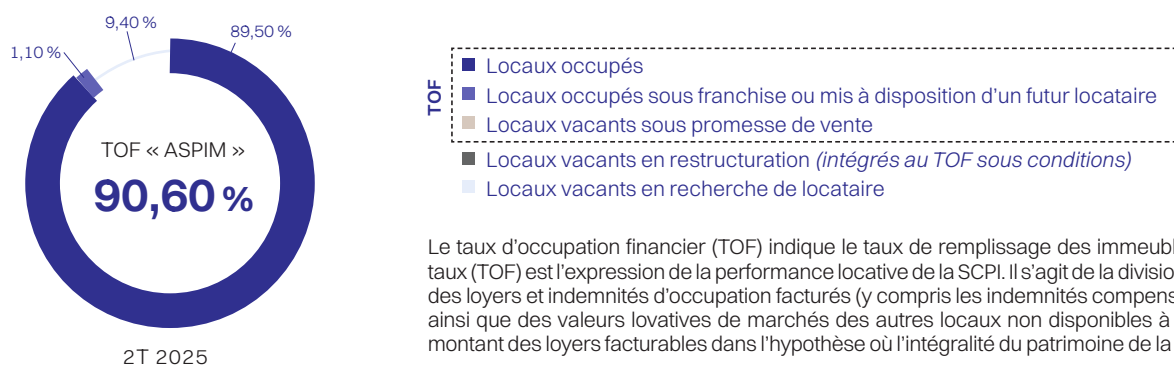 9,40 %
89,50 %
1,10 %
TOF « ASPIM »
90,60 %
2T 2025
TOF
Locaux occupés
Locaux occupés sous franchise ou mis à disposition d’un futur locataire
Locaux vacants sous promesse de vente
Locaux vacants en restructuration (intégrés au TOF sous conditions)
Locaux vacants en recherche de locataire
Le taux d’occupation financier (TOF) indique le taux de remplissage des immeubl
taux (TOF) est l’expression de la performance locative de la SCPI. Il s’agit de la division
des loyers et indemnités d’occupation facturés (y compris les indemnités compens
ainsi que des valeurs lovatives de marchés des autres locaux non disponibles à
montant des loyers facturables dans l’hypothèse où l’intégralité du patrimoine de la